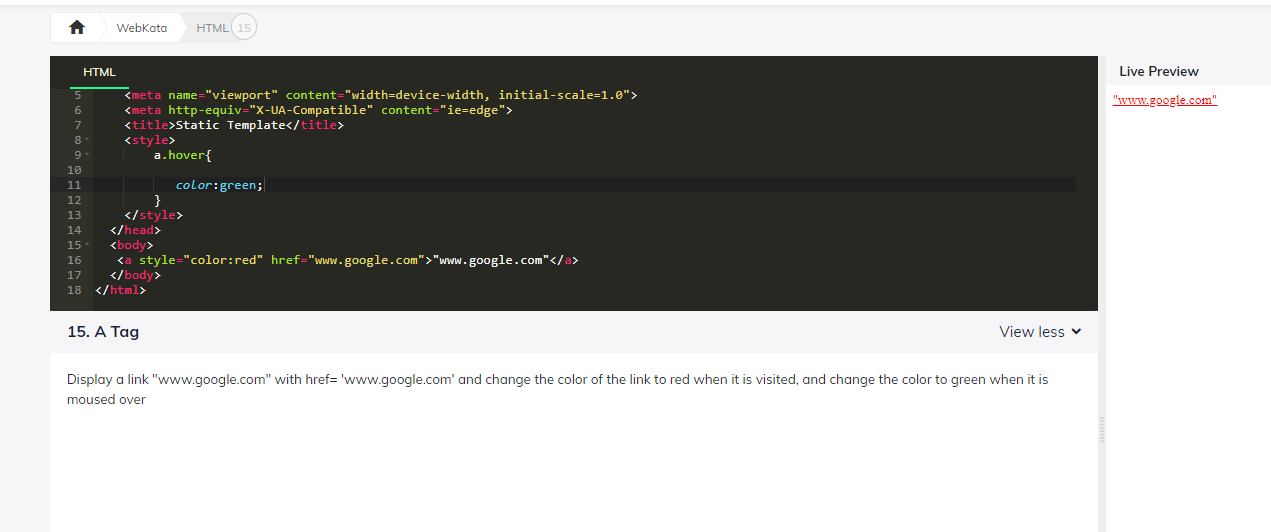 WebKata HTML 15
HTML
Live Preview
5 <meta name="viewport" content="width=device-width, initial-scale=1.0">
6 <meta http-equiv="X-UA-Compatible" content="ie=edge">
7 <title>Static Template</title>
8 <style>
9 a.hover{
10
11 color:green;
12 }
13 </style>
14 </head>
15 <body>
16 <a style="color:red" href="www.google.com">"www.google.com"</a>
17 </body>
18 </html>
"www.google.com"
15. A Tag
View less
Display a link "www.google.com" with href= 'www.google.com' and change the color of the link to red when it is visited, and change the color to green when it is
moused over